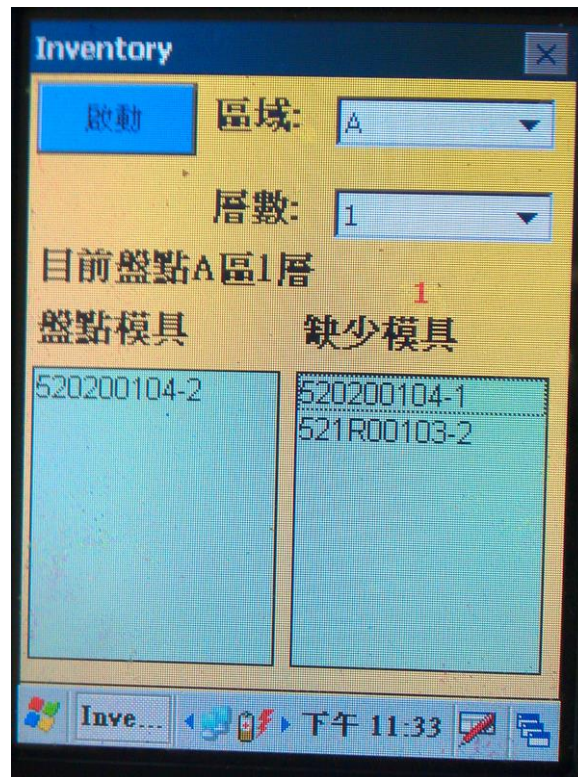 Inventory
啟動 區域: A
層數: 1
目前盤點A區1層
1
盤點模具 缺少模具
520200104-2 520200104-1
521R00103-2
Inve... 下午 11:33